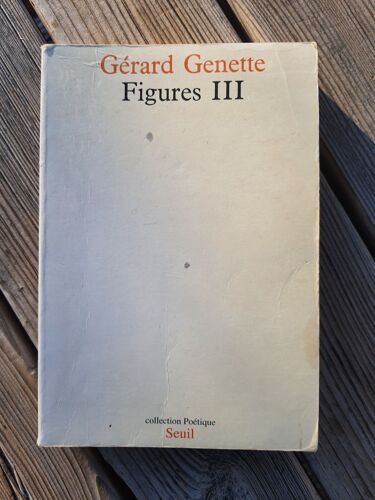 Gérard Genette
Figures III
collection Poétique
Seuil